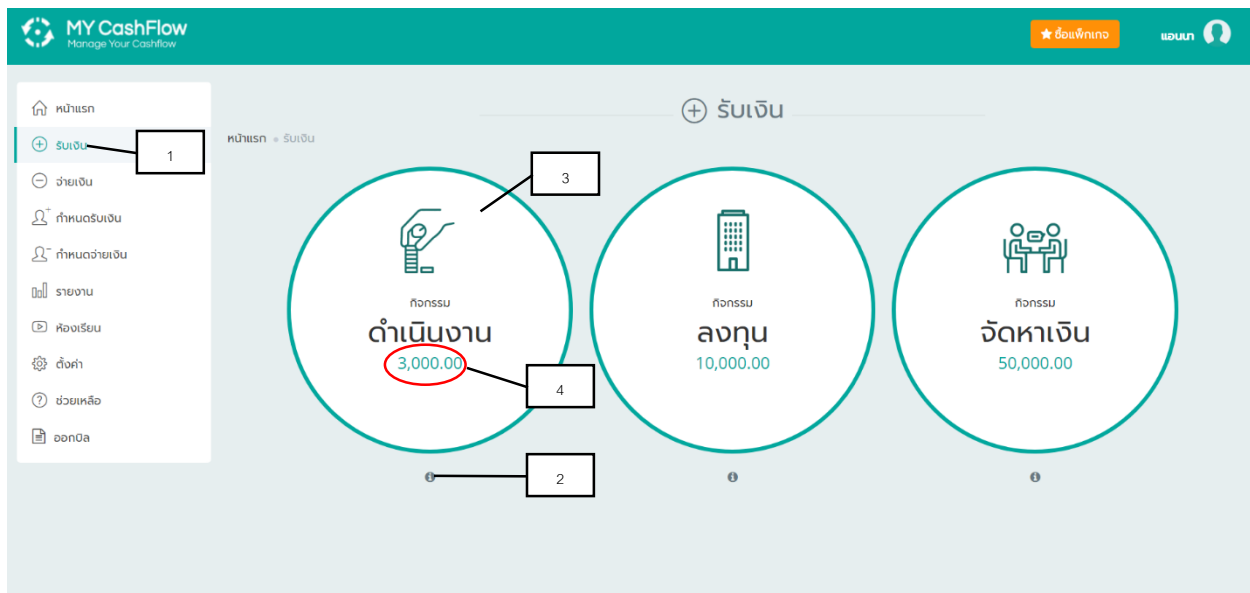 MY CashFlow
Manage Your Cashflow
ซื้อแพ็กเกจ
แอนนา
หน้าแรก
รับเงิน
จ่ายเงิน
กำหนดรับเงิน
กำหนดจ่ายเงิน
รายงาน
ห้องเรียน
ตั้งค่า
ช่วยเหลือ
ออกบิล
1
รับเงิน
หน้าแรก รับเงิน
3
กิจกรรม
ดำเนินงาน
3,000.00
4
2
กิจกรรม
ลงทุน
10,000.00
กิจกรรม
จัดหาเงิน
50,000.00